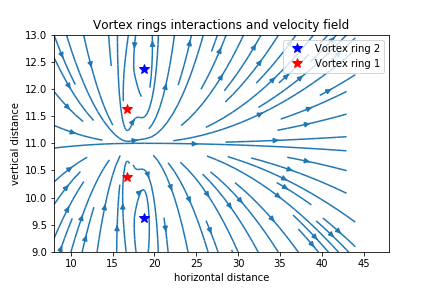 Vortex rings interactions and velocity field
Vortex ring 2
Vortex ring 1
vertical distance
13.0
12.5
12.0
11.5
11.0
10.5
10.0
9.5
9.0
10 15 20 25 30 35 40 45
horizontal distance